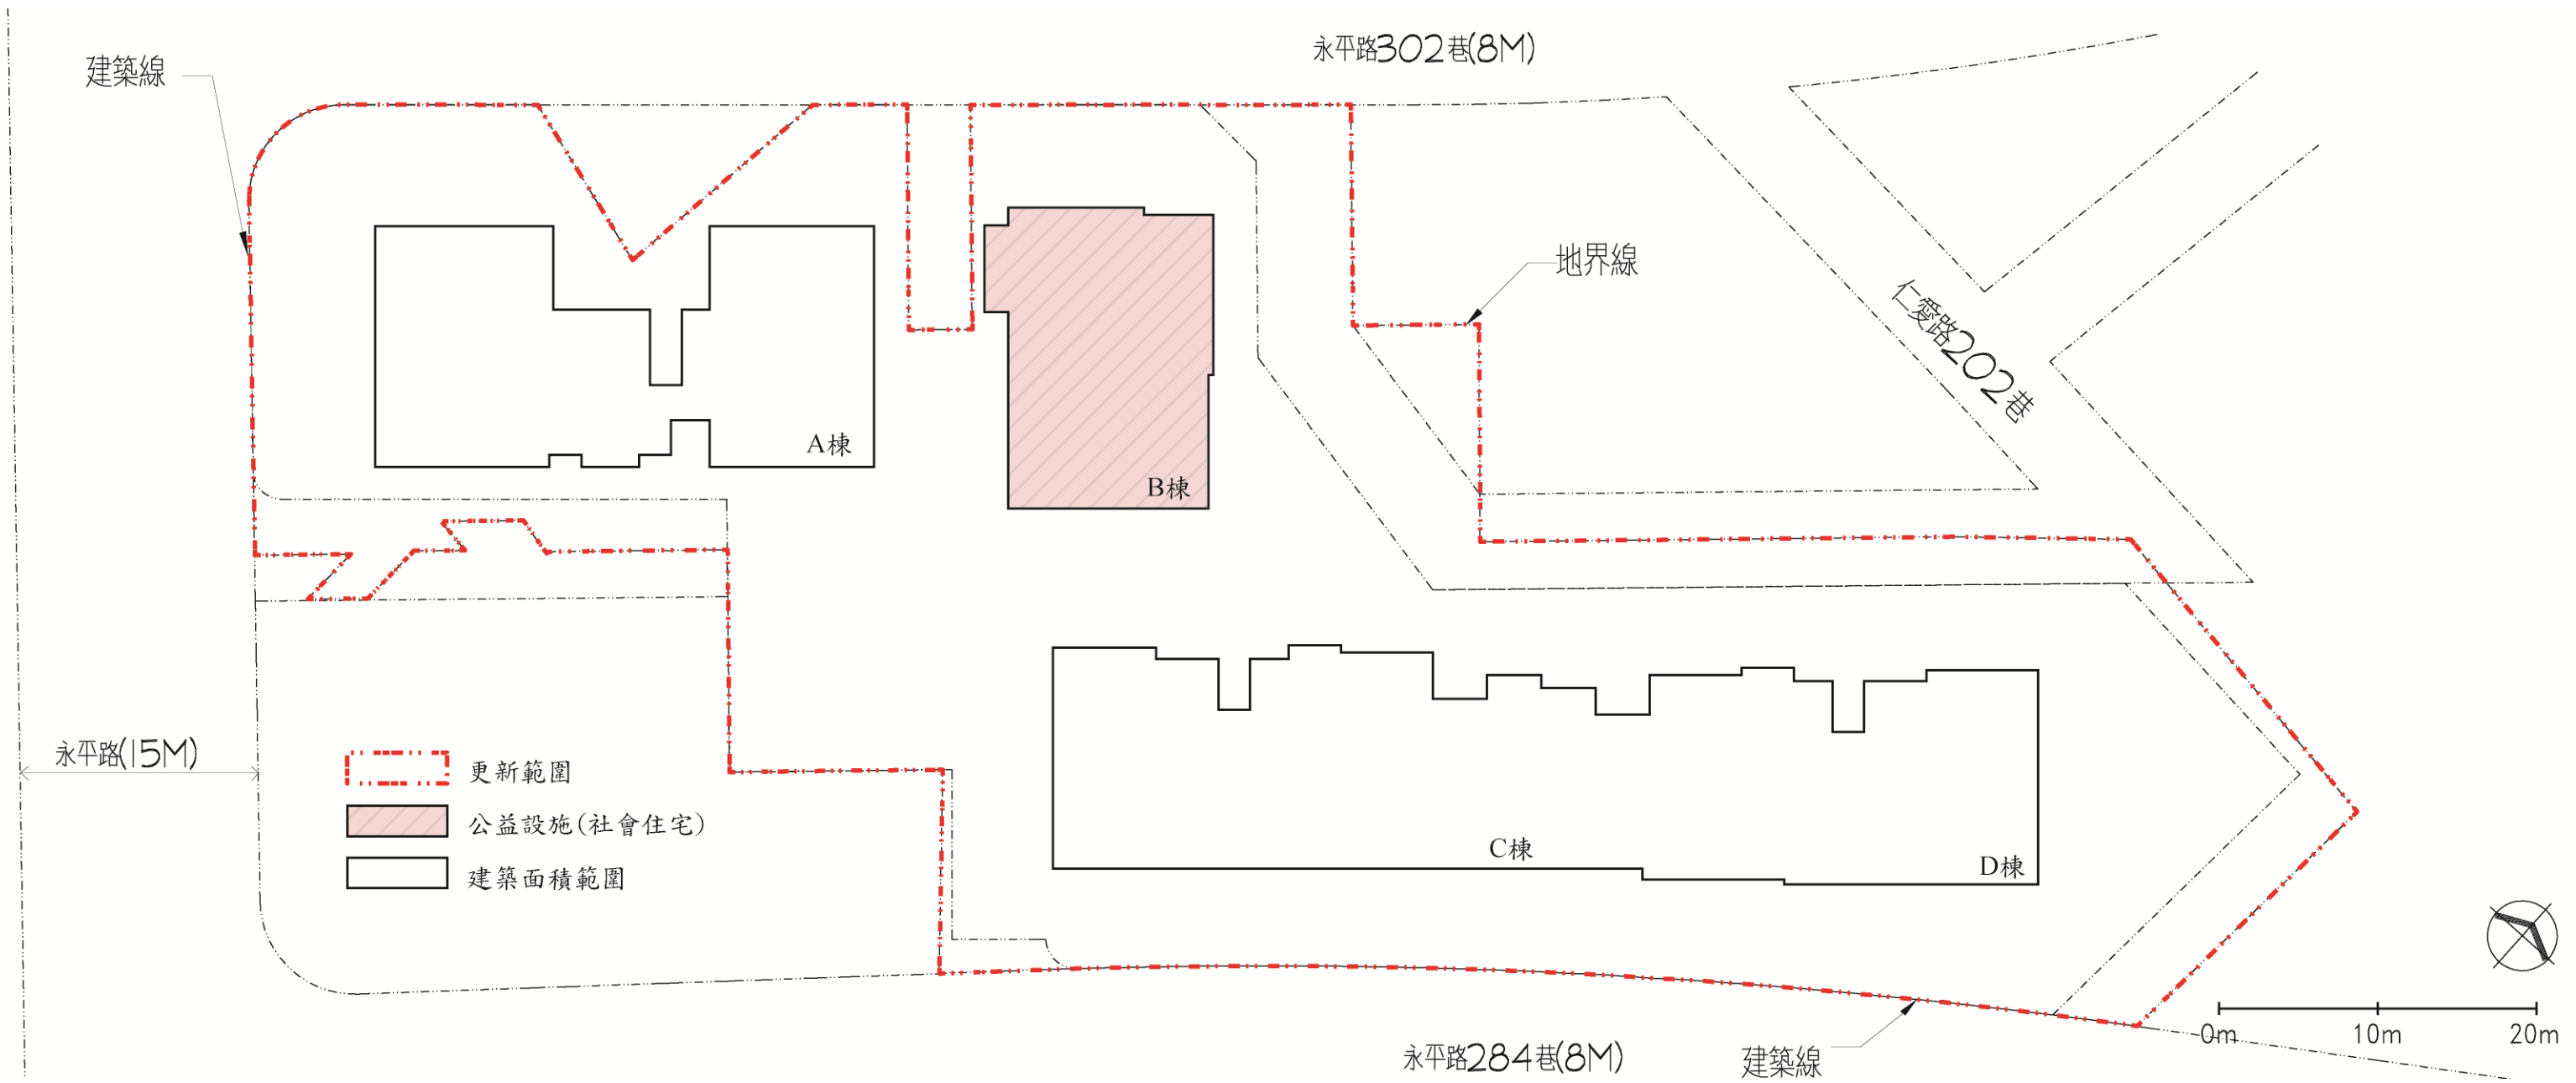 永平路302巷(8M)
建築線
地界線
仁愛路202巷
A棟
B棟
永平路(15M)
更新範圍
公益設施(社會住宅)
建築面積範圍
C棟
D棟
0m 10m 20m
永平路284巷(8M)
建築線